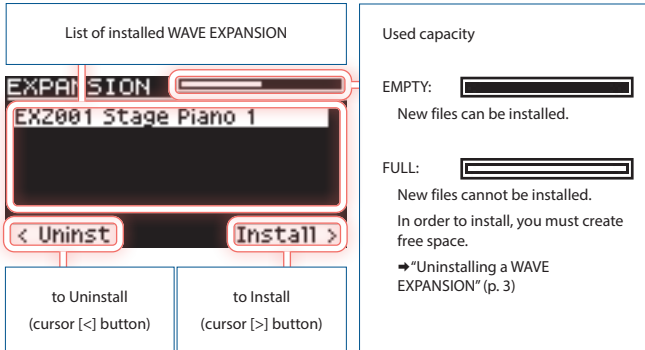 List of installed WAVE EXPANSION
EXPANSION
EXZ001 Stage Piano 1
< Uninst
Install >
to Uninstall
(cursor [<] button)
to Install
(cursor [>] button)
Used capacity
EMPTY:
New files can be installed.
FULL:
New files cannot be installed.
In order to install, you must create
free space.
➡“Uninstalling a WAVE
EXPANSION” (p. 3)